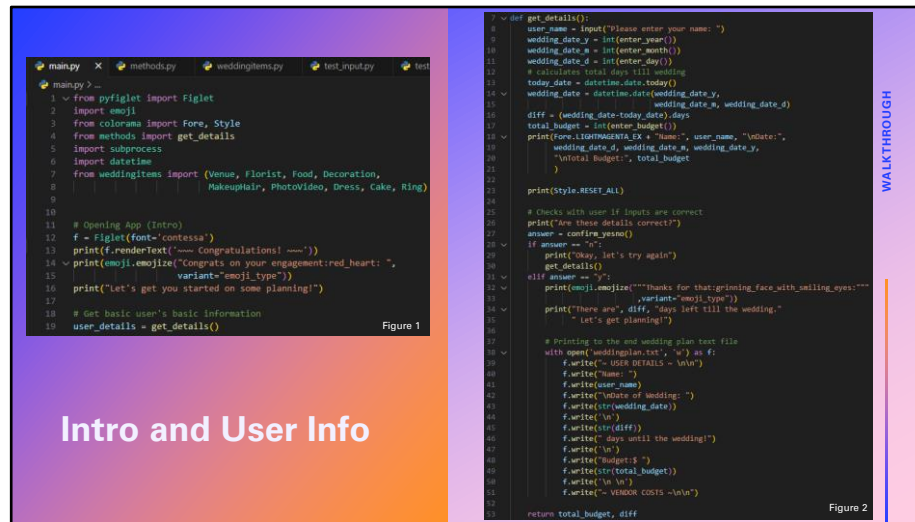 main.py X methods.py weddingitems.py test_input.py test
main.py > ...
1 from pyfiglet import Figlet
2 import emoji
3 from colorama import Fore, Style
4 from methods import get_details
5 import subprocess
6 import datetime
7 from weddingitems import (Venue, Florist, Food, Decoration,
8 MakeupHair, PhotoVideo, Dress, Cake, Ring)
9
10
11 # Opening App (Intro)
12 f = Figlet(font='contessa')
13 print(f.renderText('~~~ Congratulations! ~~~'))
14 print(emoji.emojize("Congrats on your engagement:red_heart: ",
15 variant="emoji_type"))
16 print("Let's get you started on some planning!")
17
18 # Get basic user's basic information
19 user_details = get_details()
Figure 1
Intro and User Info
7 def get_details():
8 user_name = input("Please enter your name: ")
9 wedding_date_y = int(enter_year())
10 wedding_date_m = int(enter_month())
11 wedding_date_d = int(enter_day())
12 # calculates total days till wedding
13 today_date = datetime.date.today()
14 wedding_date = datetime.date(wedding_date_y,
15 wedding_date_m, wedding_date_d)
16 diff = (wedding_date-today_date).days
17 total_budget = int(enter_budget())
18 print(Fore.LIGHTMAGENTA_EX + "Name:", user_name, "\nDate:",
19 wedding_date_d, wedding_date_m, wedding_date_y,
20 "\nTotal Budget:", total_budget
21 )
22
23 print(Style.RESET_ALL)
24
25 # Checks with user if inputs are correct
26 print("Are these details correct?")
27 answer = confirm_yesno()
28 if answer == "n":
29 print("Okay, let's try again")
30 get_details()
31 elif answer == "y":
32 print(emoji.emojize("""Thanks for that:grinning_face_with_smiling_eyes:"""
33 ,variant="emoji_type"))
34 print("There are", diff, "days left till the wedding."
35 " Let's get planning!")
36
37 # Printing to the end wedding plan text file
38 with open('weddingplan.txt', 'w') as f:
39 f.write("~ USER DETAILS ~ \n\n")
40 f.write("Name: ")
41 f.write(user_name)
42 f.write("\nDate of Wedding: ")
43 f.write(str(wedding_date))
44 f.write('\n')
45 f.write(str(diff))
46 f.write(" days until the wedding!")
47 f.write('\n')
48 f.write("Budget:$ ")
49 f.write(str(total_budget))
50 f.write('\n \n')
51 f.write("~ VENDOR COSTS ~\n\n")
52
53 return total_budget, diff
Figure 2
WALKTHROUGH